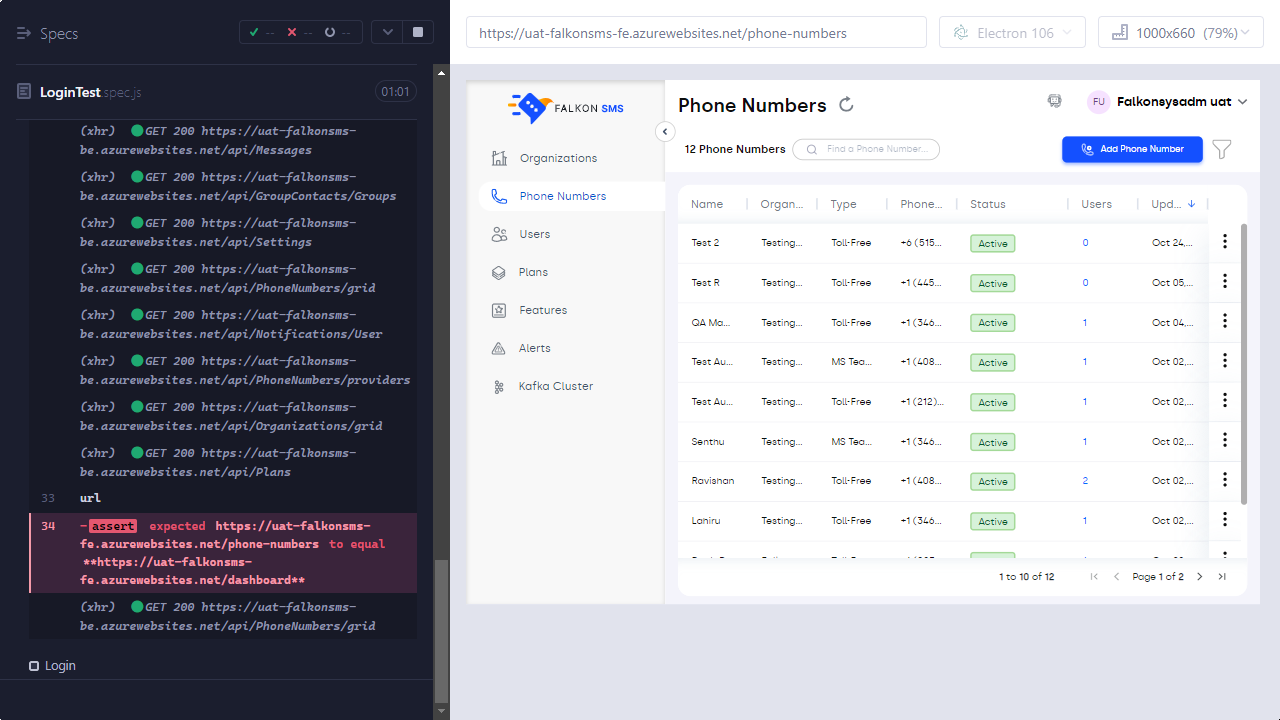 Specs
-- -- --
LoginTest.spec.js
01:01
(xhr) GET 200 https://uat-falkonsms-
be.azurewebsites.net/api/Messages
(xhr) GET 200 https://uat-falkonsms-
be.azurewebsites.net/api/GroupContacts/Groups
(xhr) GET 200 https://uat-falkonsms-
be.azurewebsites.net/api/Settings
(xhr) GET 200 https://uat-falkonsms-
be.azurewebsites.net/api/PhoneNumbers/grid
(xhr) GET 200 https://uat-falkonsms-
be.azurewebsites.net/api/Notifications/User
(xhr) GET 200 https://uat-falkonsms-
be.azurewebsites.net/api/PhoneNumbers/providers
(xhr) GET 200 https://uat-falkonsms-
be.azurewebsites.net/api/Organizations/grid
(xhr) GET 200 https://uat-falkonsms-
be.azurewebsites.net/api/Plans
33 url
34 -assert expected https://uat-falkonsms-
fe.azurewebsites.net/phone-numbers to equal
**https://uat-falkonsms-
fe.azurewebsites.net/dashboard**
(xhr) GET 200 https://uat-falkonsms-
be.azurewebsites.net/api/PhoneNumbers/grid
Login
https://uat-falkonsms-fe.azurewebsites.net/phone-numbers
Electron 106
1000x660 (79%)
FALKON SMS
Organizations
Phone Numbers
Users
Plans
Features
Alerts
Kafka Cluster
Phone Numbers
FU Falkonsysadm uat
12 Phone Numbers
Find a Phone Number...
Add Phone Number
Name Organ... Type Phone... Status Users Upd...
Test 2 Testing... Toll-Free +6 (515... Active 0 Oct 24,...
Test R Testing... Toll-Free +1 (445... Active 0 Oct 05,...
QA Ma... Testing... Toll-Free +1 (346... Active 1 Oct 04,...
Test Au... Testing... MS Tea... +1 (408... Active 1 Oct 02,...
Test Au... Testing... Toll-Free +1 (212)... Active 1 Oct 02,...
Senthu Testing... MS Tea... +1 (346... Active 1 Oct 02,...
Ravishan Testing... Toll-Free +1 (408... Active 2 Oct 02,...
Lahiru Testing... Toll-Free +1 (346... Active 1 Oct 02,...
1 to 10 of 12
Page 1 of 2